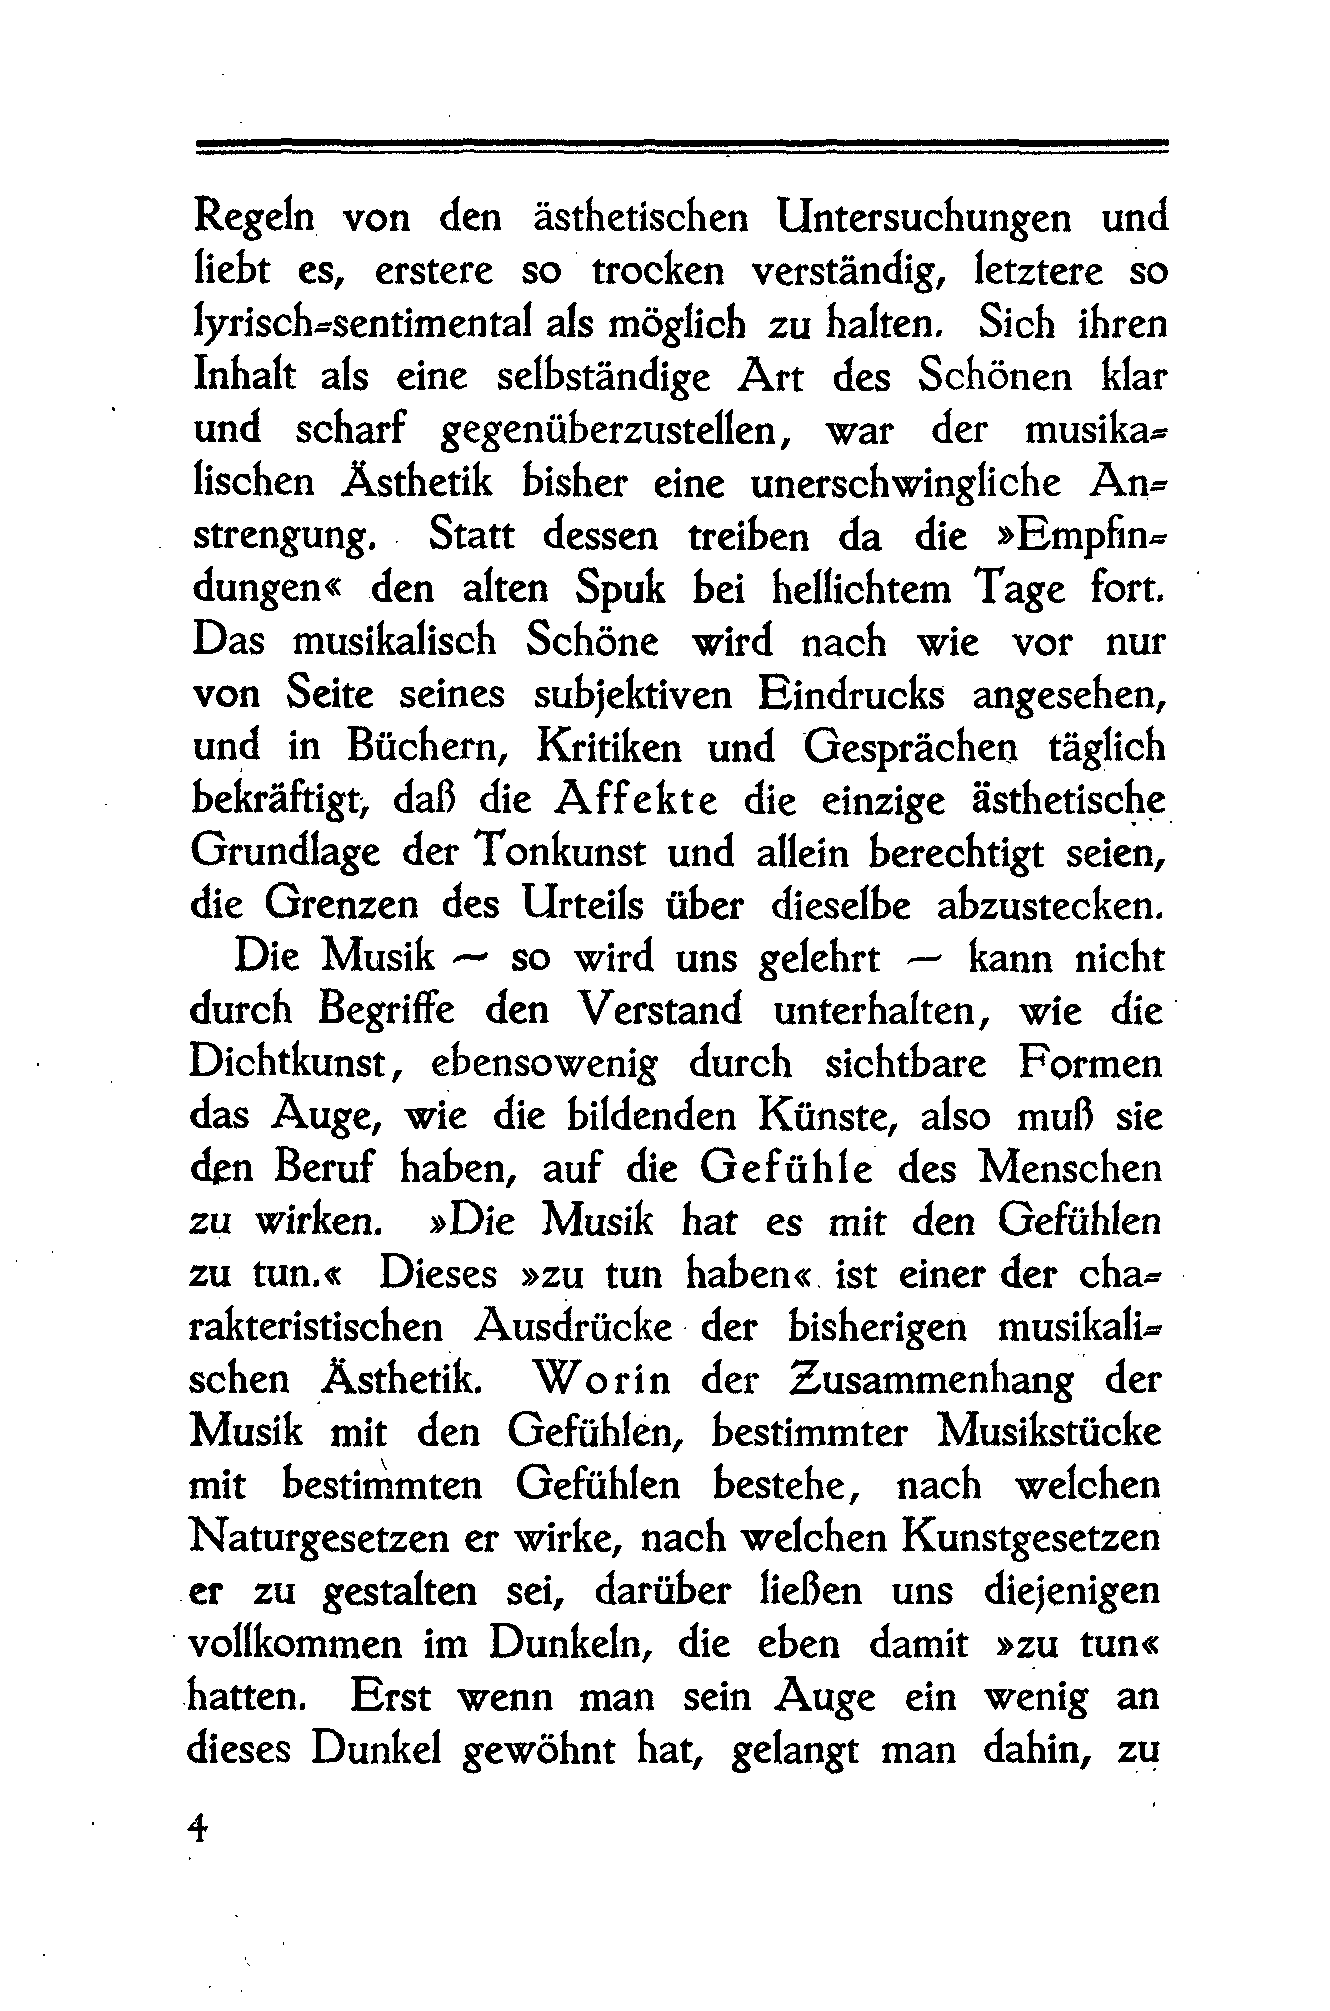 Regeln von den ästhetischen Untersuchungen und
liebt es, erstere so trocken verständig, letztere so
lyrisch-sentimental als möglich zu halten. Sich ihren
Inhalt als eine selbständige Art des Schönen klar
und scharf gegenüberzustellen, war der musika-
lischen Ästhetik bisher eine unerschwingliche An-
strengung. Statt dessen treiben da die »Empfin-
dungen« den alten Spuk bei hellichtem Tage fort.
Das musikalisch Schöne wird nach wie vor nur
von Seite seines subjektiven Eindrucks angesehen,
und in Büchern, Kritiken und Gesprächen täglich
bekräftigt, daß die Affekte die einzige ästhetische
Grundlage der Tonkunst und allein berechtigt seien,
die Grenzen des Urteils über dieselbe abzustecken.
Die Musik — so wird uns gelehrt — kann nicht
durch Begriffe den Verstand unterhalten, wie die
Dichtkunst, ebensowenig durch sichtbare Formen
das Auge, wie die bildenden Künste, also muß sie
den Beruf haben, auf die Gefühle des Menschen
zu wirken. »Die Musik hat es mit den Gefühlen
zu tun.« Dieses »zu tun haben« ist einer der cha-
rakteristischen Ausdrücke der bisherigen musikali-
schen Ästhetik. Worin der Zusammenhang der
Musik mit den Gefühlen, bestimmter Musikstücke
mit bestimmten Gefühlen bestehe, nach welchen
Naturgesetzen er wirke, nach welchen Kunstgesetzen
er zu gestalten sei, darüber ließen uns diejenigen
vollkommen im Dunkeln, die eben damit »zu tun«
hatten. Erst wenn man sein Auge ein wenig an
dieses Dunkel gewöhnt hat, gelangt man dahin, zu
4